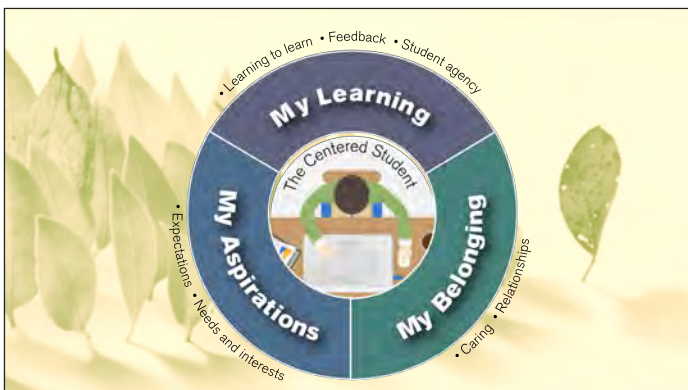 • Learning to learn • Feedback • Student agency
My Learning
The Centered Student
My Aspirations
• Expectations • Needs and interests
My Belonging
• Caring • Relationships